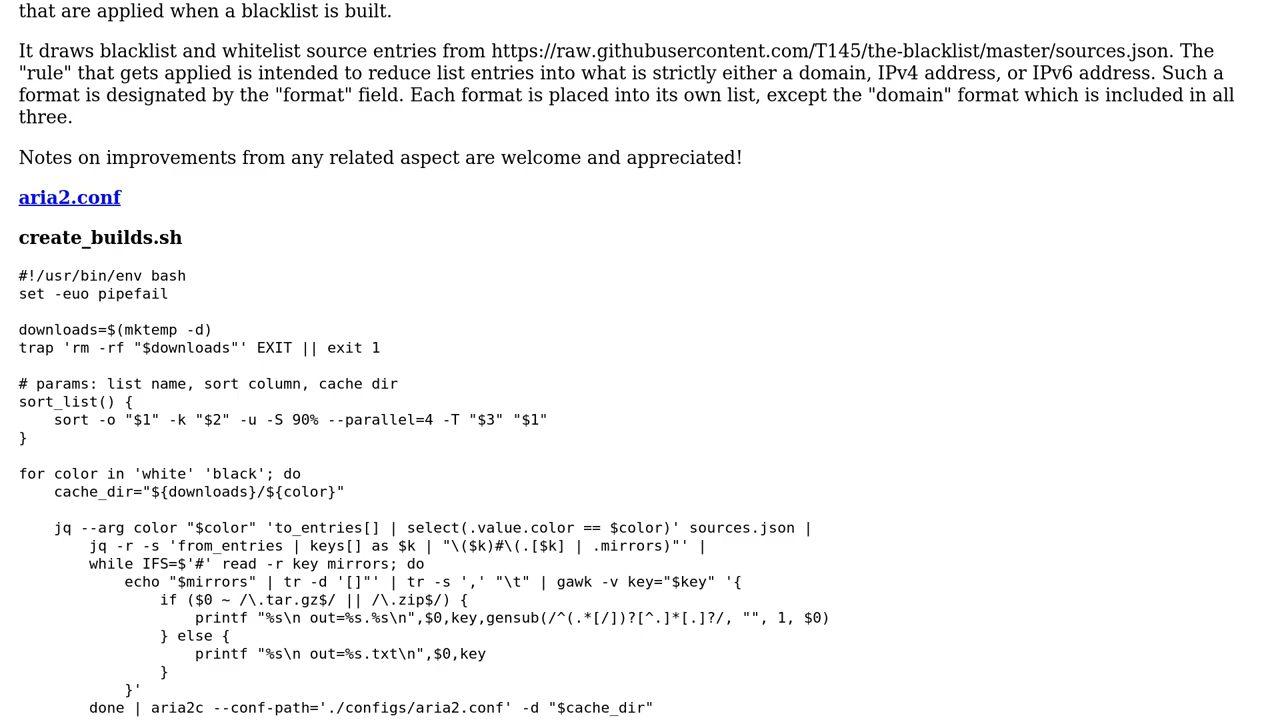 that are applied when a blacklist is built.
It draws blacklist and whitelist source entries from https://raw.githubusercontent.com/T145/the-blacklist/master/sources.json. The
"rule" that gets applied is intended to reduce list entries into what is strictly either a domain, IPv4 address, or IPv6 address. Such a
format is designated by the "format" field. Each format is placed into its own list, except the "domain" format which is included in all
three.
Notes on improvements from any related aspect are welcome and appreciated!
aria2.conf
create_builds.sh
#!/usr/bin/env bash
set -euo pipefail
downloads=$(mktemp -d)
trap 'rm -rf "$downloads"' EXIT || exit 1
# params: list name, sort column, cache dir
sort_list() {
    sort -o "$1" -k "$2" -u -S 90% --parallel=4 -T "$3" "$1"
}
for color in 'white' 'black'; do
    cache_dir="${downloads}/${color}"
    jq --arg color "$color" 'to_entries[] | select(.value.color == $color)' sources.json |
        jq -r -s 'from_entries | keys[] as $k | "\($k)#\(.[$k] | .mirrors)"' |
        while IFS=$'#' read -r key mirrors; do
            echo "$mirrors" | tr -d '[]"' | tr -s ',' "\t" | gawk -v key="$key" '{
                if ($0 ~ /\.tar.gz$/ || /\.zip$/) {
                    printf "%s\n out=%s.%s\n",$0,key,gensub(/^(.*[/])?[^.]*[.]?/, "", 1, $0)
                } else {
                    printf "%s\n out=%s.txt\n",$0,key
                }
            }'
        done | aria2c --conf-path='./configs/aria2.conf' -d "$cache_dir"